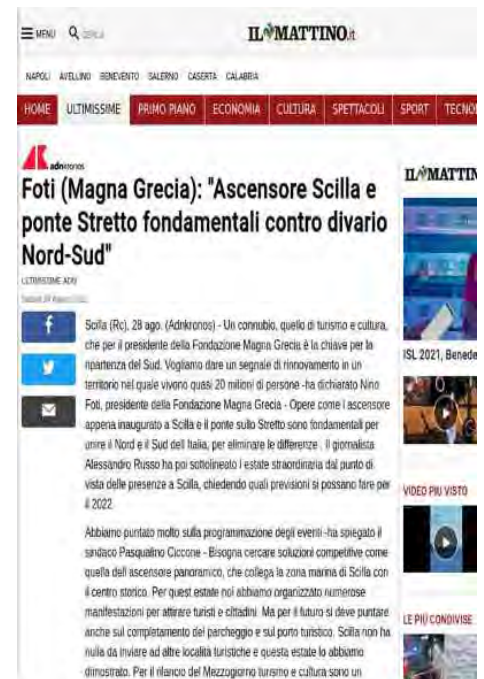 MENU
IL MATTINO.it
NAPOLI AVELLINO BENEVENTO SALERNO CASERTA CALABRIA
HOME ULTIMISSIME PRIMO PIANO ECONOMIA CULTURA SPETTACOLI SPORT TECNO
adnkronos
Foti (Magna Grecia): "Ascensore Scilla e
ponte Stretto fondamentali contro divario
Nord-Sud"
ULTIMISSIME ADN
Scilla (Rc), 28 ago. (Adnkronos) - Un connubio, quello di turismo e cultura,
che per il presidente della Fondazione Magna Grecia è la chiave per la
ripartenza del Sud. Vogliamo dare un segnale di rinnovamento in un
territorio nel quale vivono quasi 20 milioni di persone -ha dichiarato Nino
Foti, presidente della Fondazione Magna Grecia - Opere come l ascensore
appena inaugurato a Scilla e il ponte sullo Stretto sono fondamentali per
unire il Nord e il Sud dell Italia, per eliminare le differenze . Il giornalista
Alessandro Russo ha poi sottolineato l estate straordinaria dal punto di
vista delle presenze a Scilla, chiedendo quali previsioni si possano fare per
il 2022.
Abbiamo puntato molto sulla programmazione degli eventi -ha spiegato il
sindaco Pasqualino Ciccone - Bisogna cercare soluzioni competitive come
quella dell ascensore panoramico, che collega la zona marina di Scilla con
il centro storico. Per quest estate noi abbiamo organizzato numerose
manifestazioni per attirare turisti e cittadini. Ma per il futuro si deve puntare
anche sul completamento del parcheggio e sul porto turistico. Scilla non ha
nulla da inviare ad altre località turistiche e questa estate lo abbiamo
dimostrato. Per il rilancio del Mezzogiorno turismo e cultura sono un
IL MATTIN
ISL 2021, Benede
VIDEO PIU VISTO
LE PIÙ CONDIVISE